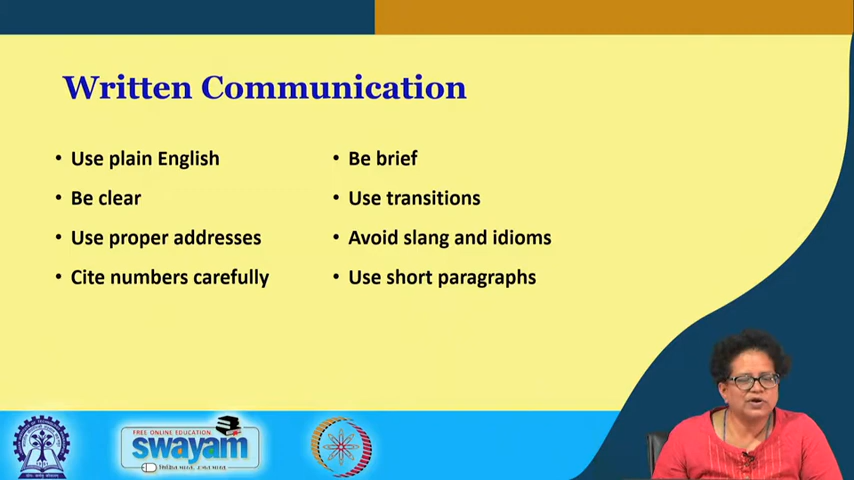 Written Communication
• Use plain English
• Be clear
• Use proper addresses
• Cite numbers carefully
• Be brief
• Use transitions
• Avoid slang and idioms
• Use short paragraphs
FREE ONLINE EDUCATION
swayam